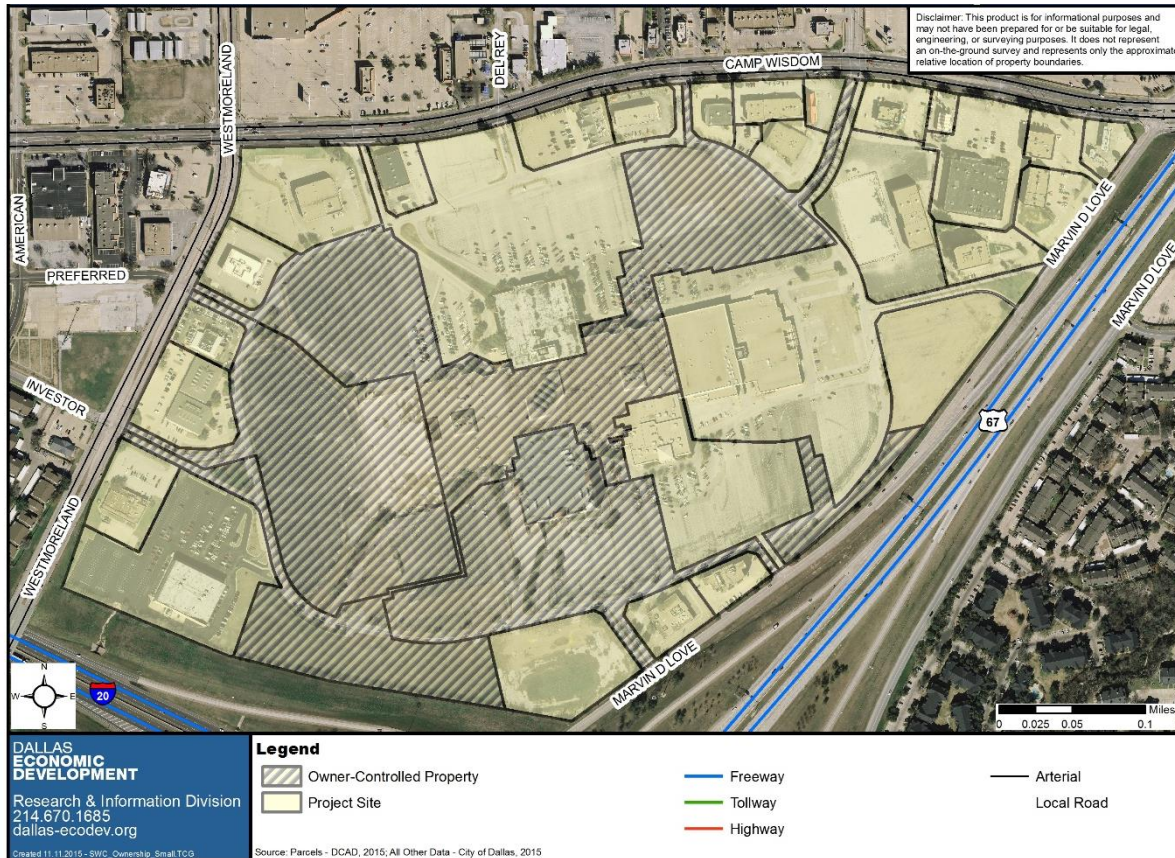 Disclaimer: This product is for informational purposes and
may not have been prepared for or be suitable for legal,
engineering, or surveying purposes. It does not represent
an on-the-ground survey and represents only the approximate
relative location of property boundaries.
WESTMORELAND
DEL REY
CAMP WISDOM
AMERICAN
PREFERRED
MARVIN D LOVE
MARVIN D LOVE
INVESTOR
67
WESTMORELAND
MARVIN D LOVE
N
W E
S
20
Miles
0 0.025 0.05 0.1
DALLAS
ECONOMIC
DEVELOPMENT
Research & Information Division
214.670.1685
dallas-ecodev.org
Created 11.11.2015 - SWC_Ownership_Small.TCG
Legend
Owner-Controlled Property
Project Site
Freeway
Tollway
Highway
Arterial
Local Road
Source: Parcels - DCAD, 2015; All Other Data - City of Dallas, 2015